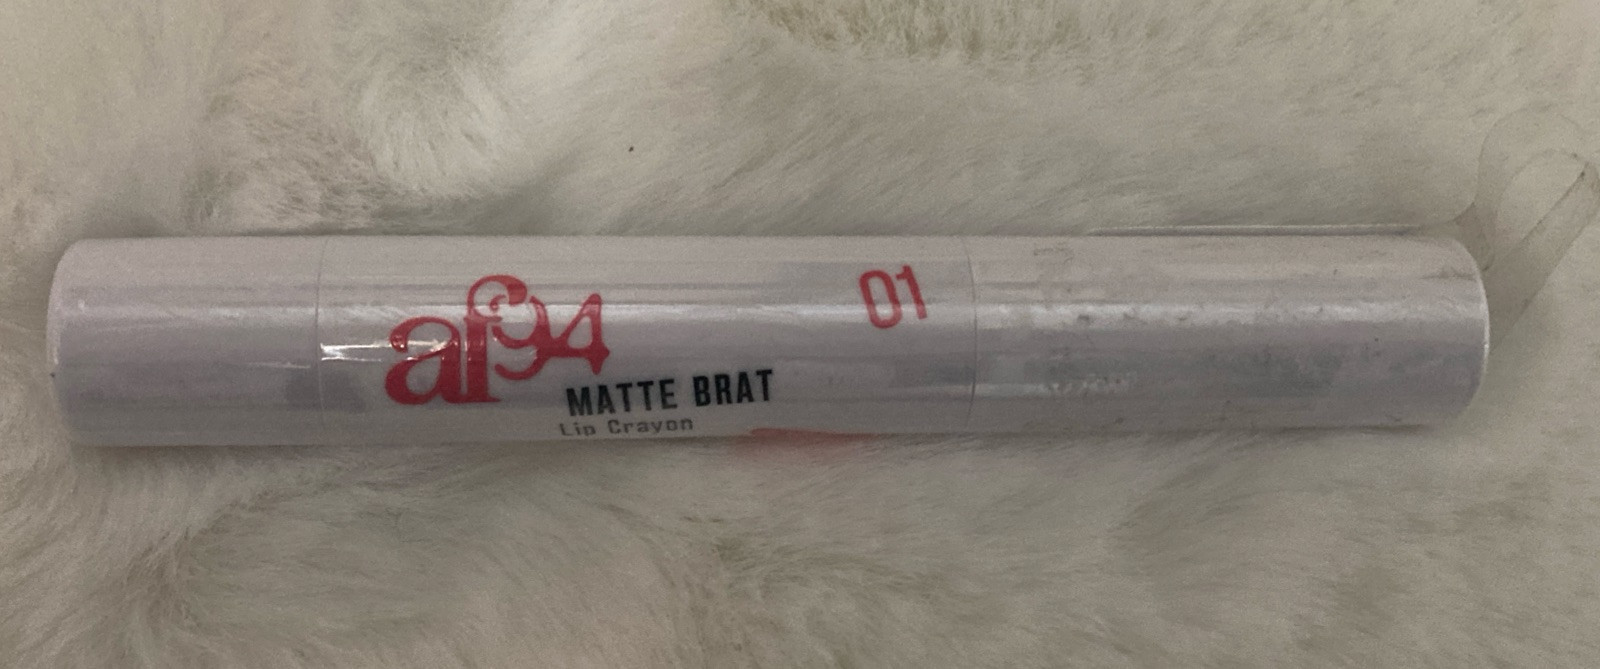 af94
01
MATTE BRAT
Lip Crayon